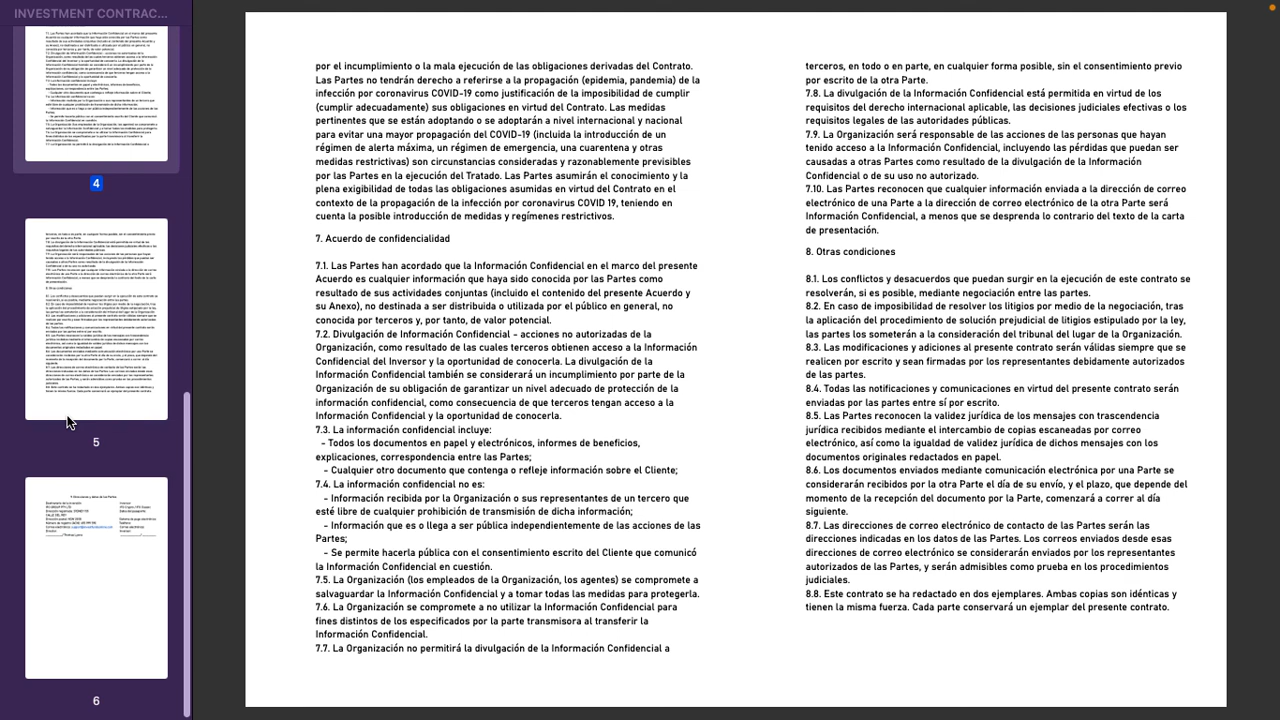 INVESTMENT CONTRAC...
4
5
6
por el incumplimiento o la mala ejecución de las obligaciones derivadas del Contrato.
Las Partes no tendrán derecho a referirse a la propagación (epidemia, pandemia) de la
infección por coronavirus COVID-19 como justificación de la imposibilidad de cumplir
(cumplir adecuadamente) sus obligaciones en virtud del Contrato. Las medidas
pertinentes que se están adoptando o se adoptarán a nivel internacional y nacional
para evitar una mayor propagación del COVID-19 (incluida la introducción de un
régimen de alerta máxima, un régimen de emergencia, una cuarentena y otras
medidas restrictivas) son circunstancias consideradas y razonablemente previsibles
por las Partes en la ejecución del Tratado. Las Partes asumirán el conocimiento y la
plena exigibilidad de todas las obligaciones asumidas en virtud del Contrato en el
contexto de la propagación de la infección por coronavirus COVID 19, teniendo en
cuenta la posible introducción de medidas y regímenes restrictivos.
7. Acuerdo de confidencialidad
7.1. Las Partes han acordado que la Información Confidencial en el marco del presente
Acuerdo es cualquier información que haya sido conocida por las Partes como
resultado de sus actividades conjuntas (incluido el contenido del presente Acuerdo y
su Anexo), no destinada a ser distribuida o utilizada por el público en general, no
conocida por terceros y, por tanto, de valor potencial.
7.2. Divulgación de Información Confidencial - acciones no autorizadas de la
Organización, como resultado de las cuales terceros obtienen acceso a la Información
Confidencial del Inversor y la oportunidad de conocerla. La divulgación de la
Información Confidencial también se considerará un incumplimiento por parte de la
Organización de su obligación de garantizar un nivel adecuado de protección de la
información confidencial, como consecuencia de que terceros tengan acceso a la
Información Confidencial y la oportunidad de conocerla.
7.3. La información confidencial incluye:
- Todos los documentos en papel y electrónicos, informes de beneficios,
explicaciones, correspondencia entre las Partes;
- Cualquier otro documento que contenga o refleje información sobre el Cliente;
7.4. La información confidencial no es:
- Información recibida por la Organización o sus representantes de un tercero que
esté libre de cualquier prohibición de transmisión de dicha información;
- Información que es o llega a ser pública independientemente de las acciones de las
Partes;
- Se permite hacerla pública con el consentimiento escrito del Cliente que comunicó
la Información Confidencial en cuestión.
7.5. La Organización (los empleados de la Organización, los agentes) se compromete a
salvaguardar la Información Confidencial y a tomar todas las medidas para protegerla.
7.6. La Organización se compromete a no utilizar la Información Confidencial para
fines distintos de los especificados por la parte transmisora al transferir la
Información Confidencial.
7.7. La Organización no permitirá la divulgación de la Información Confidencial a
terceros, en todo o en parte, en cualquier forma posible, sin el consentimiento previo
por escrito de la otra Parte.
7.8. La divulgación de la Información Confidencial está permitida en virtud de los
requisitos del derecho internacional aplicable, las decisiones judiciales efectivas o los
requisitos legales de las autoridades públicas.
7.9. La Organización será responsable de las acciones de las personas que hayan
tenido acceso a la Información Confidencial, incluyendo las pérdidas que puedan ser
causadas a otras Partes como resultado de la divulgación de la Información
Confidencial o de su uso no autorizado.
7.10. Las Partes reconocen que cualquier información enviada a la dirección de correo
electrónico de una Parte a la dirección de correo electrónico de la otra Parte será
Información Confidencial, a menos que se desprenda lo contrario del texto de la carta
de presentación.
8. Otras condiciones
8.1. Los conflictos y desacuerdos que puedan surgir en la ejecución de este contrato se
resolverán, si es posible, mediante negociación entre las partes.
8.2. En caso de imposibilidad de resolver los litigios por medio de la negociación, tras
la aplicación del procedimiento de solución prejudicial de litigios estipulado por la ley,
las partes los someterán a la consideración del tribunal del lugar de la Organización.
8.3. Las modificaciones y adiciones al presente contrato serán válidas siempre que se
realicen por escrito y sean firmadas por los representantes debidamente autorizados
de las partes.
8.4. Todas las notificaciones y comunicaciones en virtud del presente contrato serán
enviadas por las partes entre sí por escrito.
8.5. Las Partes reconocen la validez jurídica de los mensajes con trascendencia
jurídica recibidos mediante el intercambio de copias escaneadas por correo
electrónico, así como la igualdad de validez jurídica de dichos mensajes con los
documentos originales redactados en papel.
8.6. Los documentos enviados mediante comunicación electrónica por una Parte se
considerarán recibidos por la otra Parte el día de su envío, y el plazo, que depende del
momento de la recepción del documento por la Parte, comenzará a correr al día
siguiente.
8.7. Las direcciones de correo electrónico de contacto de las Partes serán las
direcciones indicadas en los datos de las Partes. Los correos enviados desde esas
direcciones de correo electrónico se considerarán enviados por los representantes
autorizados de las Partes, y serán admisibles como prueba en los procedimientos
judiciales.
8.8. Este contrato se ha redactado en dos ejemplares. Ambas copias son idénticas y
tienen la misma fuerza. Cada parte conservará un ejemplar del presente contrato.